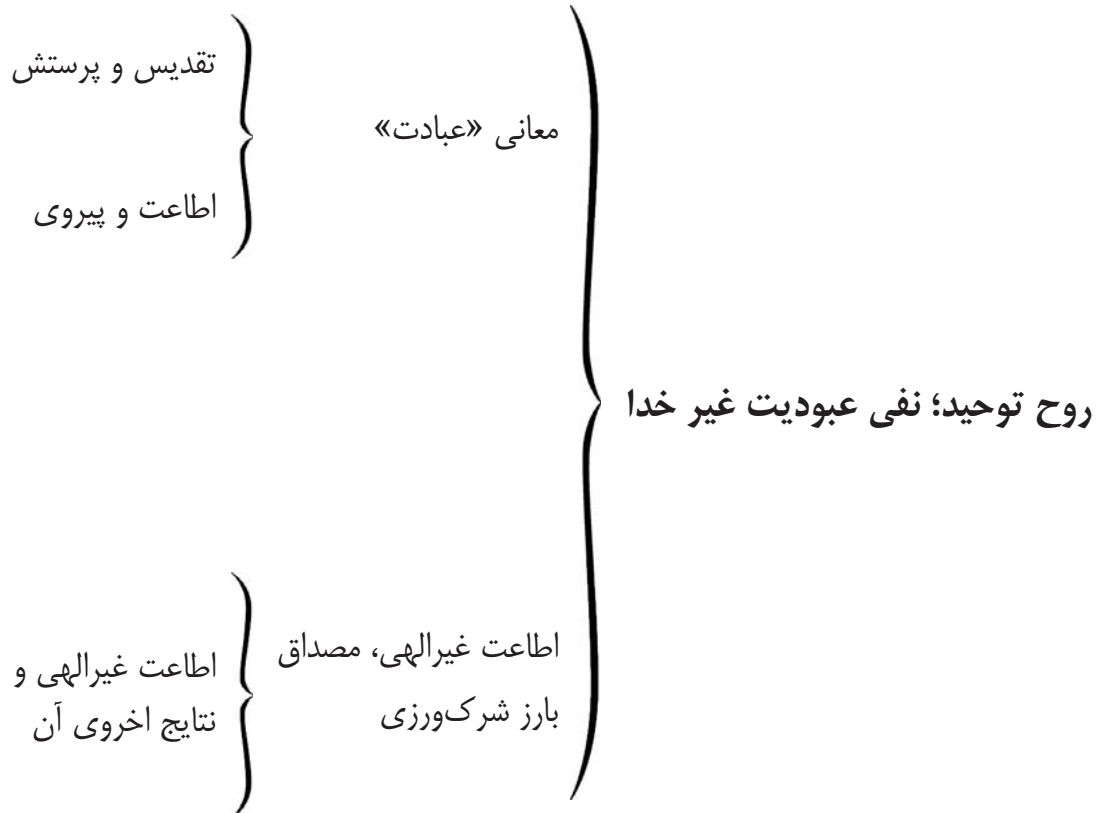 روح توحید؛ نفی عبودیت غیر خدا
معانی «عبادت»
تقدیس و پرستش
اطاعت و پیروی
اطاعت غیرالهی، مصداق
بارز شرک‌ورزی
اطاعت غیرالهی و
نتایج اخروی آن